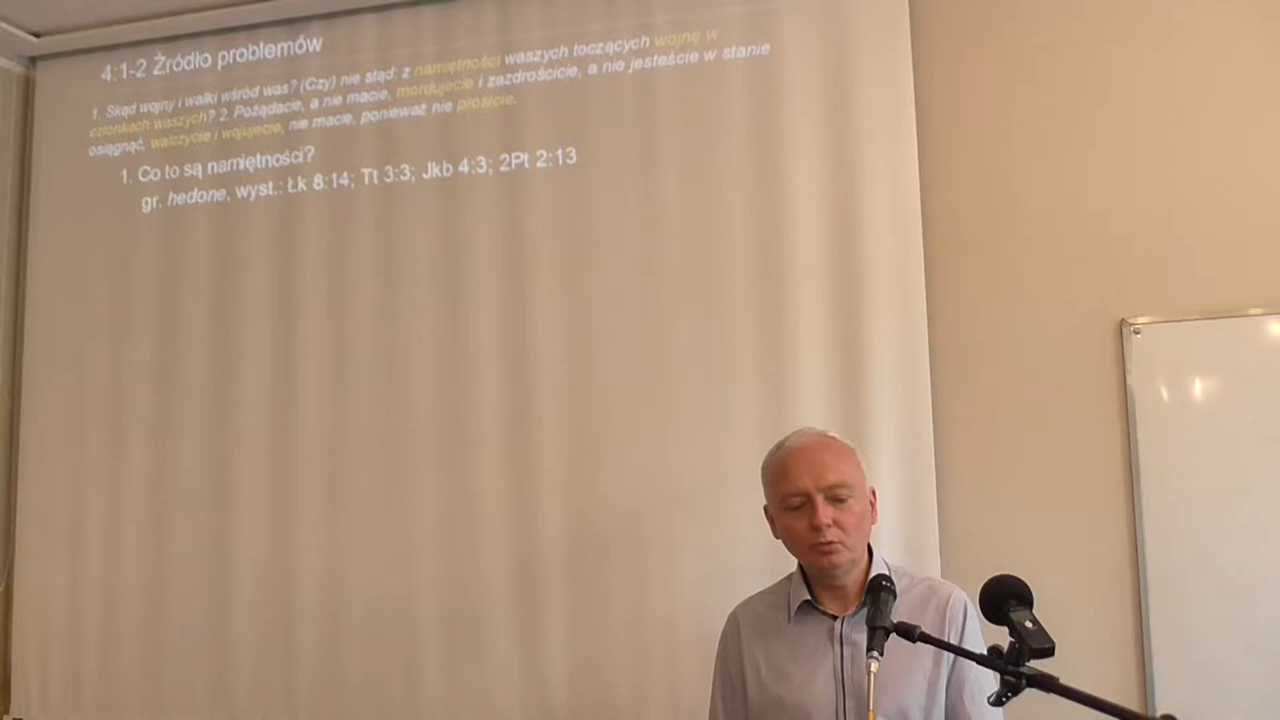 4:1-2 Źródło problemów
1. Skąd wojny i walki wśród was? (Czy) nie stąd: z namiętności waszych toczących wojnę w
członkach waszych? 2. Pożądacie, a nie macie, mordujecie i zazdrościcie, a nie jesteście w stanie
osiągnąć, walczycie i wojujecie, nie macie, ponieważ nie prosicie.
1. Co to są namiętności?
gr. hedone, wyst.: Łk 8:14; Tt 3:3; Jkb 4:3; 2Pt 2:13